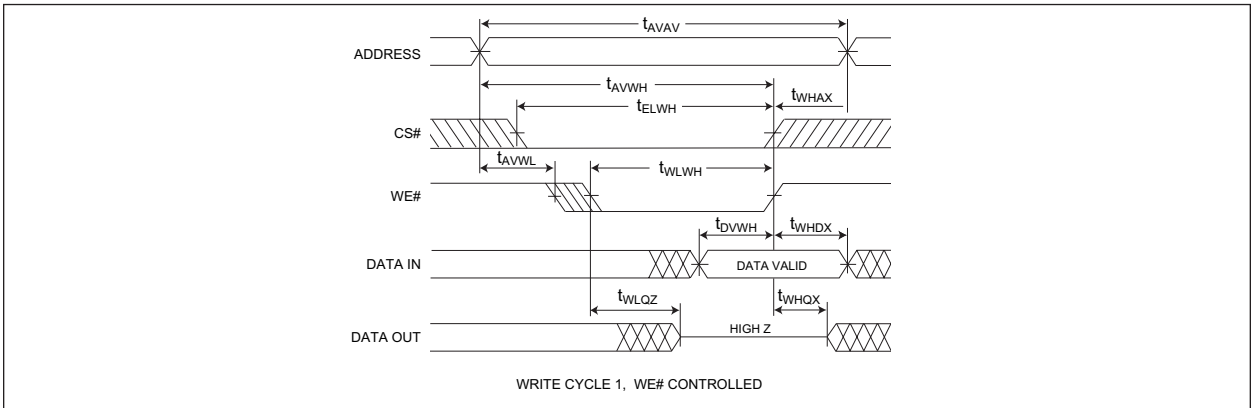 tAVAV
ADDRESS
tAVWH
tELWH
tWHAX
CS#
tAVWL
tWLWH
WE#
tDVWH
tWHDX
DATA IN
DATA VALID
tWLQZ
tWHQX
DATA OUT
HIGH Z
WRITE CYCLE 1, WE# CONTROLLED